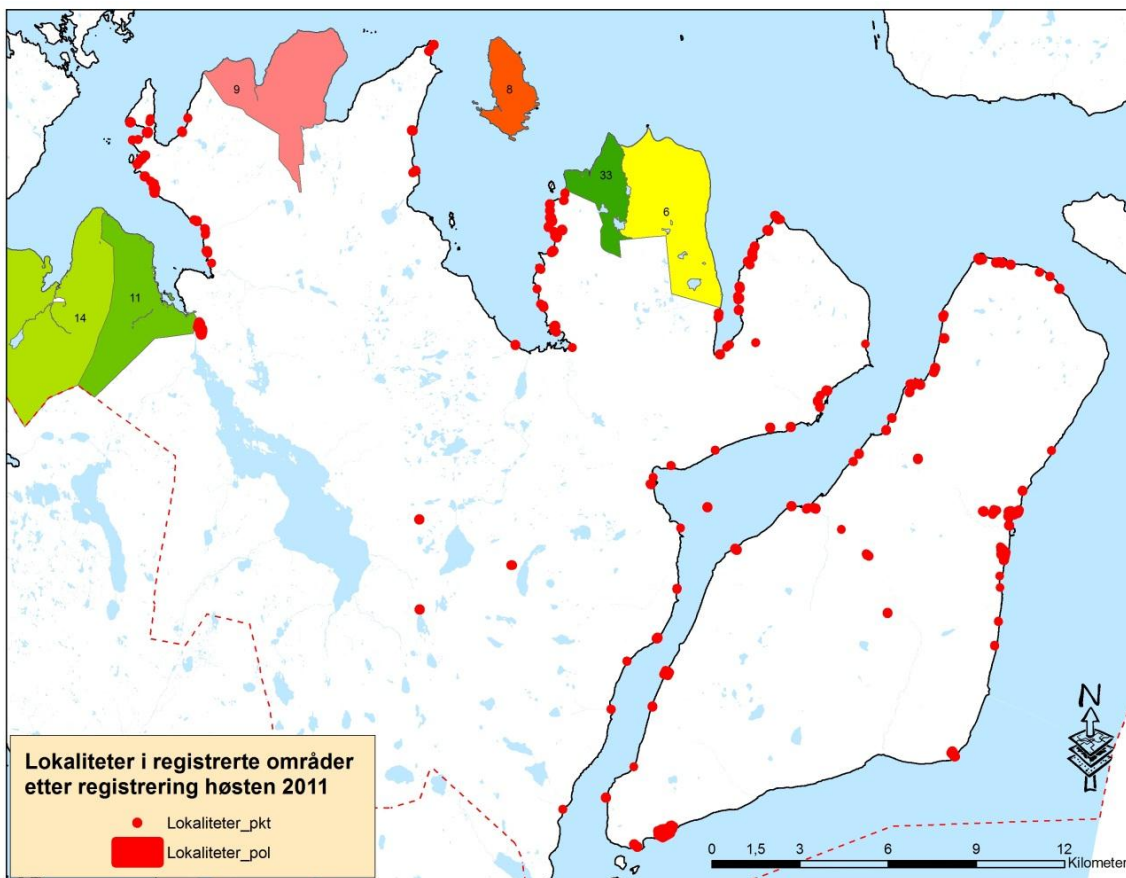 9
8
33
6
11
14
N
Lokaliteter i registrerte områder
etter registrering høsten 2011
Lokaliteter_pkt
Lokaliteter_pol
0 1,5 3 6 9 12
Kilometer